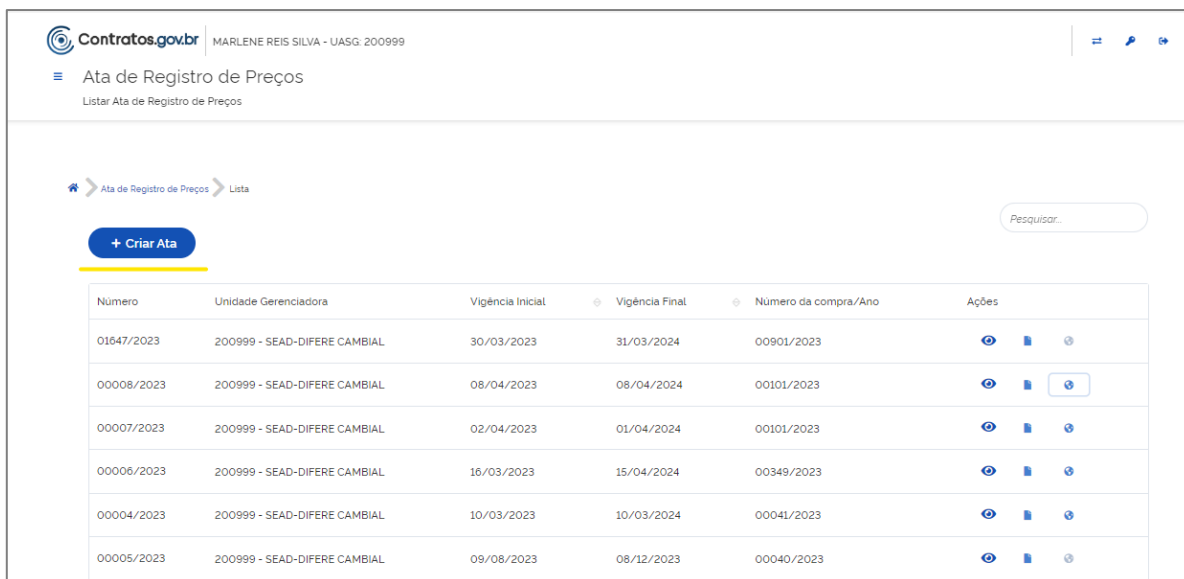 Contratos.gov.br MARLENE REIS SILVA - UASG: 200999
Ata de Registro de Preços
Listar Ata de Registro de Preços
Ata de Registro de Preços Lista
Pesquisar...
+ Criar Ata
Número Unidade Gerenciadora Vigência Inicial Vigência Final Número da compra/Ano Ações
01647/2023 200999 - SEAD-DIFERE CAMBIAL 30/03/2023 31/03/2024 00901/2023
00008/2023 200999 - SEAD-DIFERE CAMBIAL 08/04/2023 08/04/2024 00101/2023
00007/2023 200999 - SEAD-DIFERE CAMBIAL 02/04/2023 01/04/2024 00101/2023
00006/2023 200999 - SEAD-DIFERE CAMBIAL 16/03/2023 15/04/2024 00349/2023
00004/2023 200999 - SEAD-DIFERE CAMBIAL 10/03/2023 10/03/2024 00041/2023
00005/2023 200999 - SEAD-DIFERE CAMBIAL 09/08/2023 08/12/2023 00040/2023